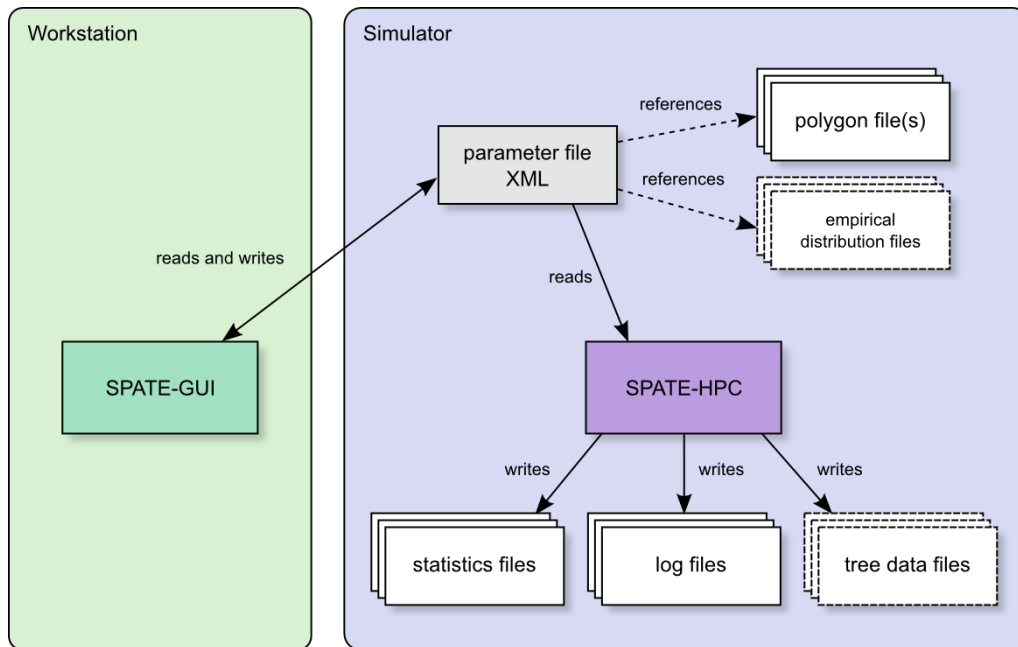 Workstation
Simulator
references
polygon file(s)
parameter file
XML
references
empirical
distribution files
reads and writes
reads
SPATE-GUI
SPATE-HPC
writes
writes
writes
statistics files
log files
tree data files